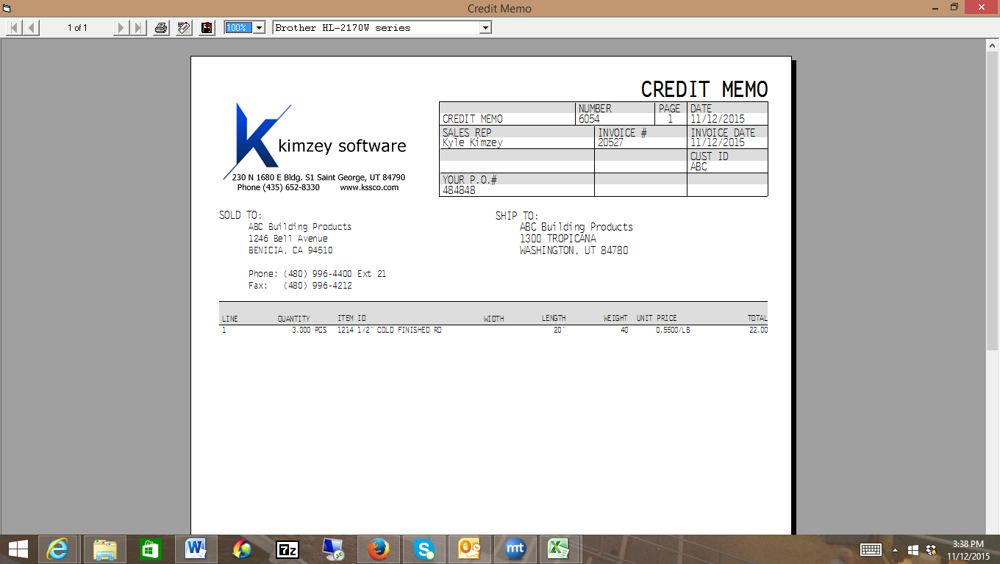 Credit Memo
1 of 1 100% Brother HL-2170W series
CREDIT MEMO
NUMBER PAGE DATE
CREDIT MEMO 6054 1 11/12/2015
SALES REP INVOICE # INVOICE DATE
Kyle Kimzey 20527 11/12/2015
CUST ID
ABC
YOUR P.O.#
484848
kimzey software
230 N 1680 E Bldg. S1 Saint George, UT 84790
Phone (435) 652-8330 www.kssco.com
SOLD TO:
ABC Building Products
1246 Bell Avenue
BENICIA, CA 94510
Phone: (480) 996-4400 Ext 21
Fax: (480) 996-4212
SHIP TO:
ABC Building Products
1300 TROPICANA
WASHINGTON, UT 84780
LINE QUANTITY ITEM ID WIDTH LENGTH WEIGHT UNIT PRICE TOTAL
1 3.000 PCS 1214 1/2" COLD FINISHED RD 20' 40 0.5500/LB 22.00
7z mt
3:38 PM
11/12/2015